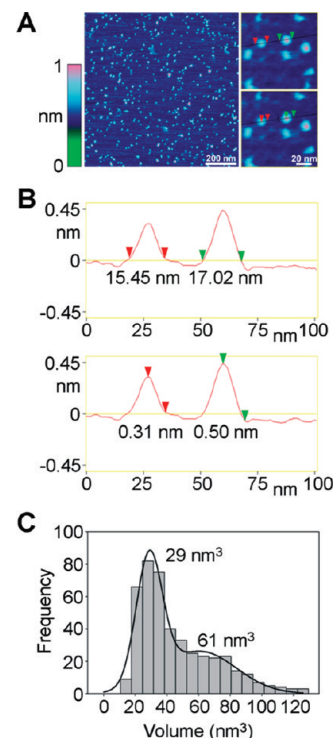 A
1
nm
0
200 nm
20 nm
B
0.45
nm
0
-0.45
15.45 nm
17.02 nm
0 25 50 75 nm 100
0.45
nm
0
-0.45
0.31 nm
0.50 nm
0 25 50 75 nm 100
C
100
80
60
40
20
0
Frequency
29 nm³
61 nm³
0 20 40 60 80 100 120
Volume (nm³)